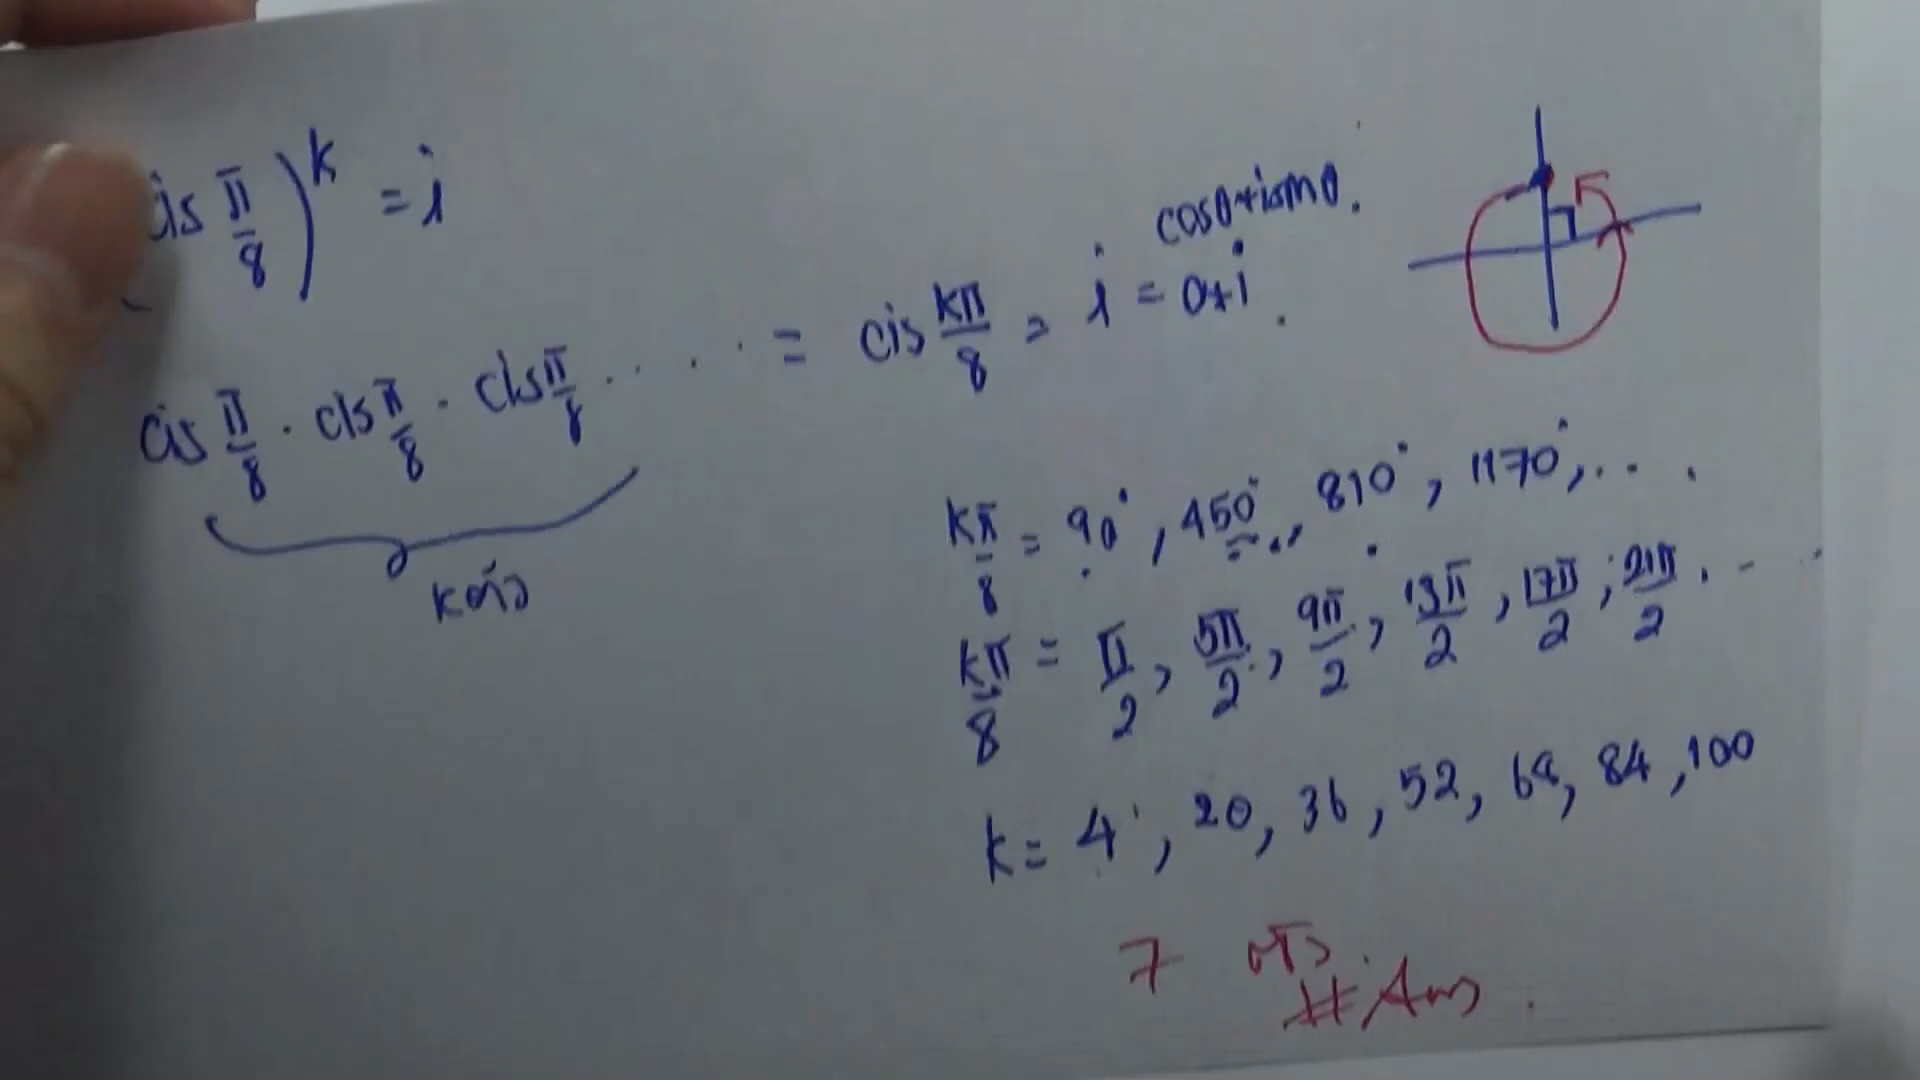 (cis π/8)^k = i
cosθ+isinθ.
cis π/8 · cis π/8 · cis π/8 . . . . = cis kπ/8 = i = 0+i .
k ตัว
kπ/8 = 90°, 450°, 810°, 1170°, . . .
kπ/8 = π/2, 5π/2, 9π/2, 13π/2, 17π/2, 21π/2 . . .
k = 4, 20, 36, 52, 68, 84, 100
7 ตัว
# Ans.